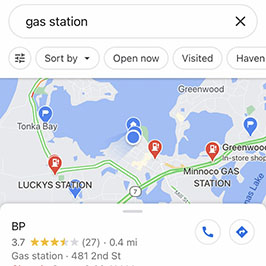 gas station
Sort by
Open now
Visited
Haven
Greenwood
Tonka Bay
Greenwood
in-store shop
Minnoco GAS
STATION
LUCKYS STATION
7
BP
3.7 (27) · 0.4 mi
Gas station · 481 2nd St